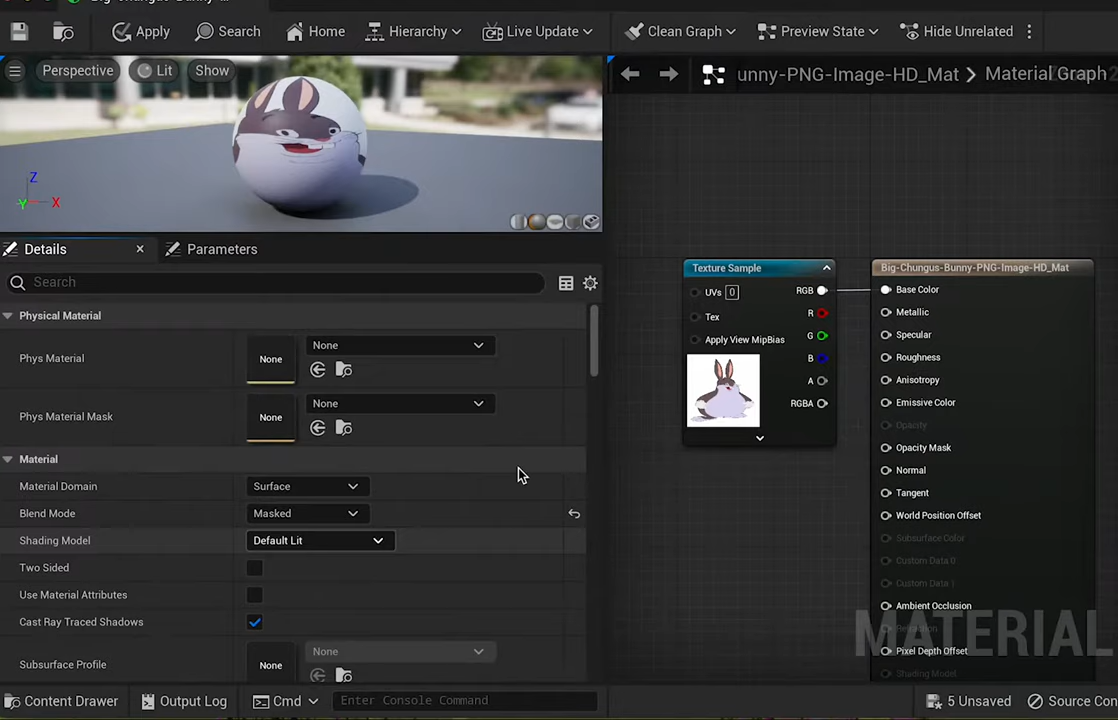 Apply
Search
Home
Hierarchy
Live Update
Clean Graph
Preview State
Hide Unrelated
Perspective
Lit
Show
unny-PNG-Image-HD_Mat > Material Graph
Z
Y
X
Details
Parameters
Search
Physical Material
Phys Material
None
None
Phys Material Mask
None
None
Material
Material Domain
Surface
Blend Mode
Masked
Shading Model
Default Lit
Two Sided
Use Material Attributes
Cast Ray Traced Shadows
Subsurface Profile
None
None
Texture Sample
UVs 0
RGB
Tex
R
Apply View MipBias
G
B
A
RGBA
Big-Chungus-Bunny-PNG-Image-HD_Mat
Base Color
Metallic
Specular
Roughness
Anisotropy
Emissive Color
Opacity
Opacity Mask
Normal
Tangent
World Position Offset
Subsurface Color
Custom Data 0
Custom Data 1
Ambient Occlusion
Refraction
Pixel Depth Offset
Shading Model
MATERIAL
Content Drawer
Output Log
Cmd
Enter Console Command
5 Unsaved
Source Con